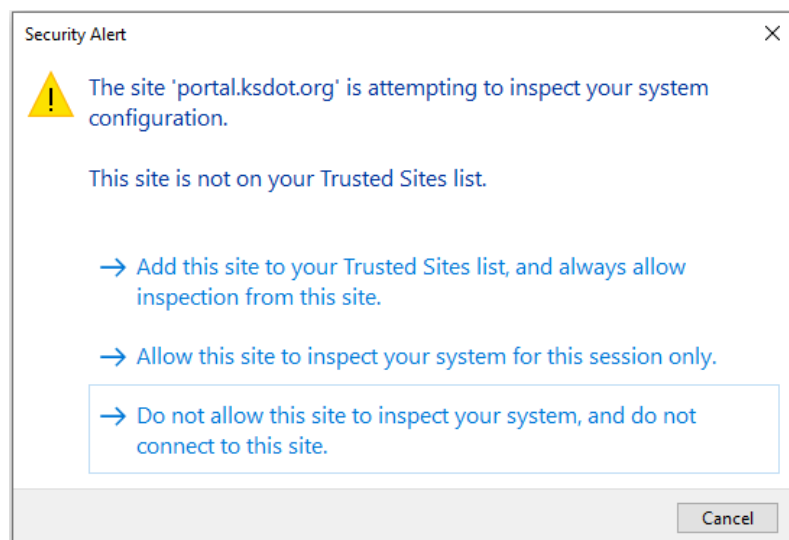 Security Alert
The site 'portal.ksdot.org' is attempting to inspect your system
configuration.
This site is not on your Trusted Sites list.
Add this site to your Trusted Sites list, and always allow
inspection from this site.
Allow this site to inspect your system for this session only.
Do not allow this site to inspect your system, and do not
connect to this site.
Cancel